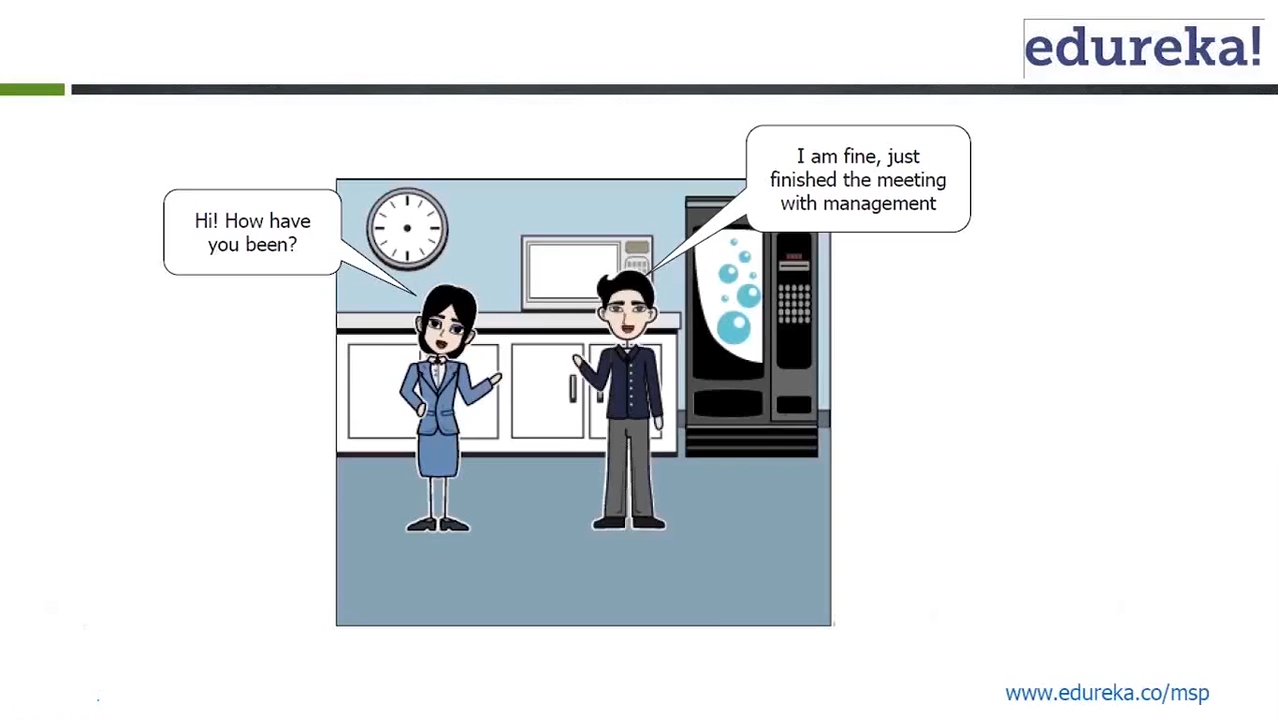 edureka!
Hi! How have
you been?
I am fine, just
finished the meeting
with management
www.edureka.co/msp